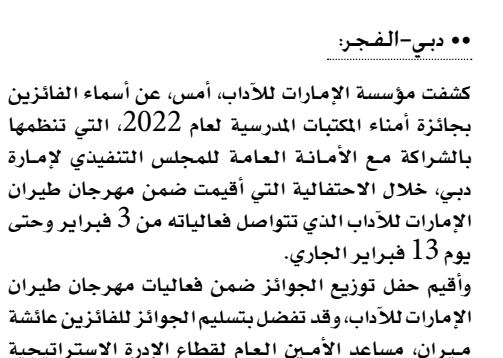 •• دبي-الفجر:
كشفت مؤسسة الإمارات للآداب، أمس، عن أسماء الفائزين
بجائزة أمناء المكتبات المدرسية لعام 2022، التي تنظمها
بالشراكة مع الأمانة العامة للمجلس التنفيذي لإمارة
دبي، خلال الاحتفالية التي أقيمت ضمن مهرجان طيران
الإمارات للآداب الذي تتواصل فعالياته من 3 فبراير وحتى
يوم 13 فبراير الجاري.
وأقيم حفل توزيع الجوائز ضمن فعاليات مهرجان طيران
الإمارات للآداب، وقد تفضل بتسليم الجوائز للفائزين عائشة
ميران، مساعد الأمين العام لقطاع الإدرة الاستراتيجية